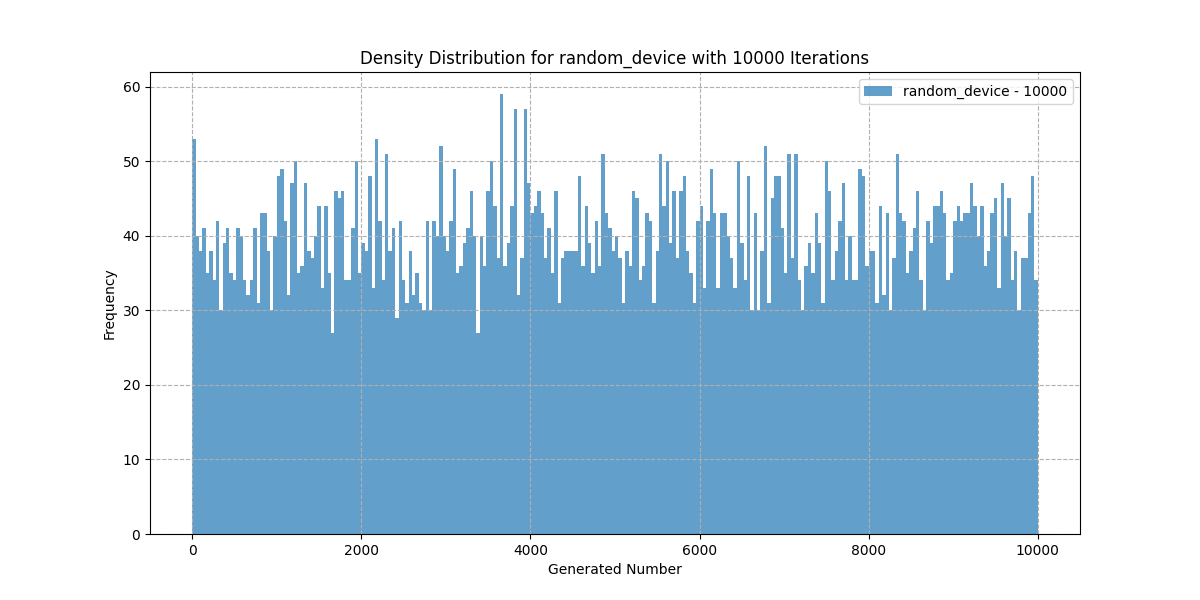 Density Distribution for random_device with 10000 Iterations
random_device - 10000
Frequency
60
50
40
30
20
10
0
0 2000 4000 6000 8000 10000
Generated Number